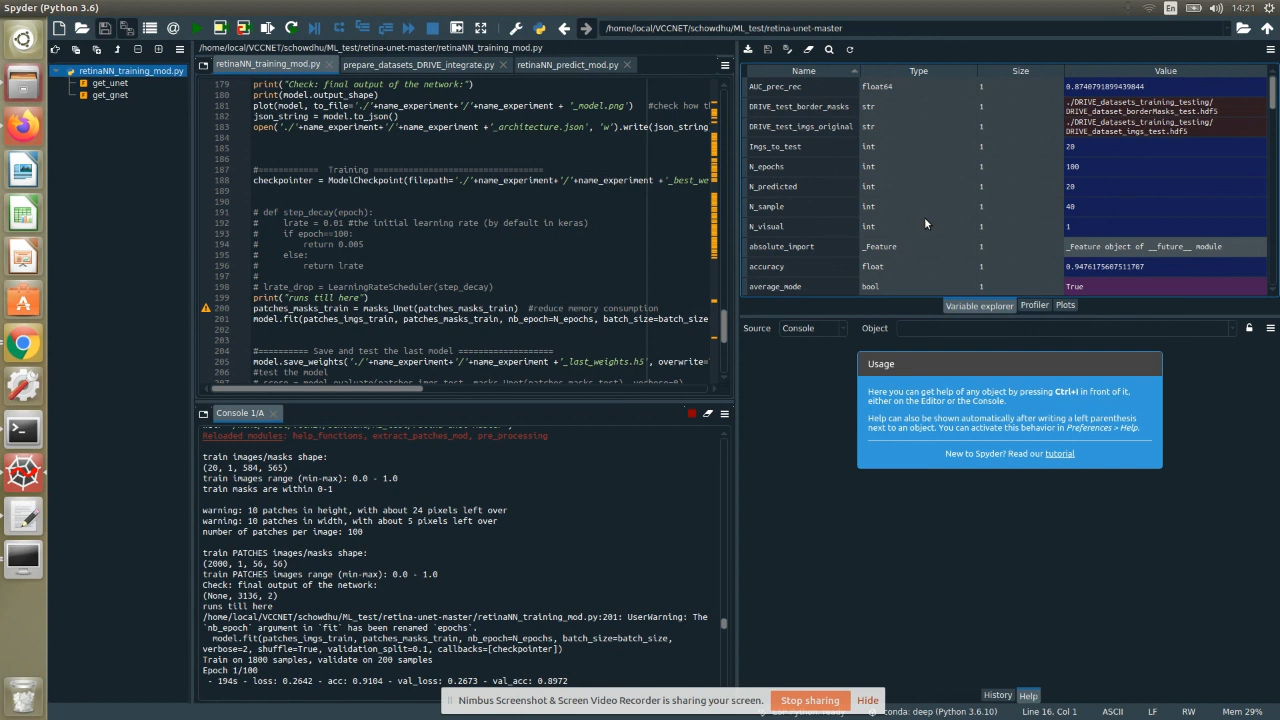 Spyder (Python 3.6)
En
14:21
/home/local/VCCNET/schowdhu/ML_test/retina-unet-master
/home/local/VCCNET/schowdhu/ML_test/retina-unet-master/retinaNN_training_mod.py
retinaNN_training_mod.py
get_unet
get_gnet
retinaNN_training_mod.py
prepare_datasets_DRIVE_integrate.py
retinaNN_predict_mod.py
179 print("Check: final output of the network:")
180 print(model.output_shape)
181 plot(model, to_file='./'+name_experiment+'/'+name_experiment + '_model.png') #check how th
182 json_string = model.to_json()
183 open('./'+name_experiment+'/'+name_experiment +'_architecture.json', 'w').write(json_string
184
185
186
187 #============ Training ==================================
188 checkpointer = ModelCheckpoint(filepath='./'+name_experiment+'/'+name_experiment +'_best_we
189
190
191 # def step_decay(epoch):
192 # lrate = 0.01 #the initial learning rate (by default in keras)
193 # if epoch==100:
194 # return 0.005
195 # else:
196 # return lrate
197 #
198 # lrate_drop = LearningRateScheduler(step_decay)
199 print("runs till here")
200 patches_masks_train = masks_Unet(patches_masks_train) #reduce memory consumption
201 model.fit(patches_imgs_train, patches_masks_train, nb_epoch=N_epochs, batch_size=batch_size
202
203
204 #========== Save and test the last model ===================
205 model.save_weights('./'+name_experiment+'/'+name_experiment +'_last_weights.h5', overwrite=
206 #test the model
Name Type Size Value
AUC_prec_rec float64 1 0.8740791899439844
DRIVE_test_border_masks str 1 ./DRIVE_datasets_training_testing/
DRIVE_dataset_borderMasks_test.hdf5
DRIVE_test_imgs_original str 1 ./DRIVE_datasets_training_testing/
DRIVE_dataset_imgs_test.hdf5
Imgs_to_test int 1 20
N_epochs int 1 100
N_predicted int 1 20
N_sample int 1 40
N_visual int 1 1
absolute_import _Feature 1 _Feature object of __future__ module
accuracy float 1 0.9476175607511707
average_mode bool 1 True
Variable explorer
Profiler
Plots
Source
Console
Object
Usage
Here you can get help of any object by pressing Ctrl+I in front of it,
either on the Editor or the Console.
Help can also be shown automatically after writing a left parenthesis
next to an object. You can activate this behavior in Preferences > Help.
New to Spyder? Read our tutorial
Console 1/A
Reloaded modules: help_functions, extract_patches_mod, pre_processing
train images/masks shape:
(20, 1, 584, 565)
train images range (min-max): 0.0 - 1.0
train masks are within 0-1
warning: 10 patches in height, with about 24 pixels left over
warning: 10 patches in width, with about 5 pixels left over
number of patches per image: 100
train PATCHES images/masks shape:
(2000, 1, 56, 56)
train PATCHES images range (min-max): 0.0 - 1.0
Check: final output of the network:
(None, 3136, 2)
runs till here
/home/local/VCCNET/schowdhu/ML_test/retina-unet-master/retinaNN_training_mod.py:201: UserWarning: The
`nb_epoch` argument in `fit` has been renamed `epochs`.
model.fit(patches_imgs_train, patches_masks_train, nb_epoch=N_epochs, batch_size=batch_size,
verbose=2, shuffle=True, validation_split=0.1, callbacks=[checkpointer])
Train on 1800 samples, validate on 200 samples
Epoch 1/100
- 194s - loss: 0.2642 - acc: 0.9104 - val_loss: 0.2673 - val_acc: 0.8972
Nimbus Screenshot & Screen Video Recorder is sharing your screen.
Stop sharing
Hide
History
Help
conda: deep (Python 3.6.10)
Line 16, Col 1
ASCII
LF
RW
Mem 29%